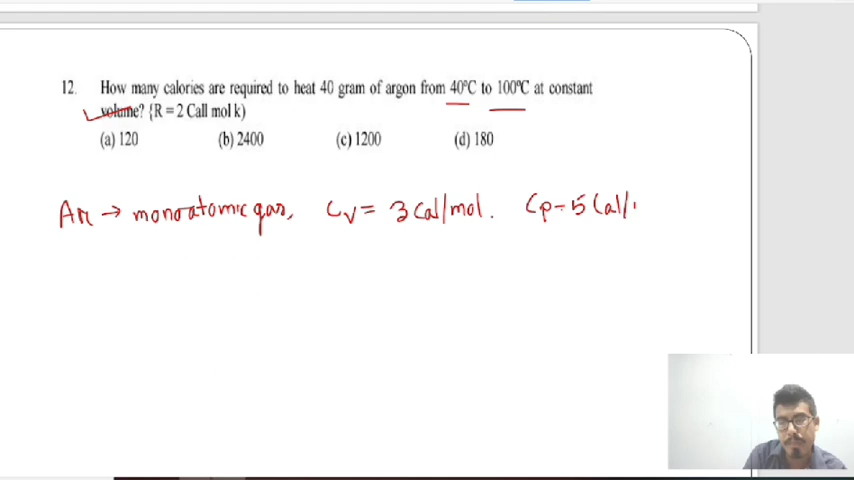 12. How many calories are required to heat 40 gram of argon from 40ºC to 100ºC at constant
volume? {R = 2 Call mol k)
(a) 120 (b) 2400 (c) 1200 (d) 180
Ar → monoatomic gas, Cv = 3 Cal/mol. Cp = 5 Cal/